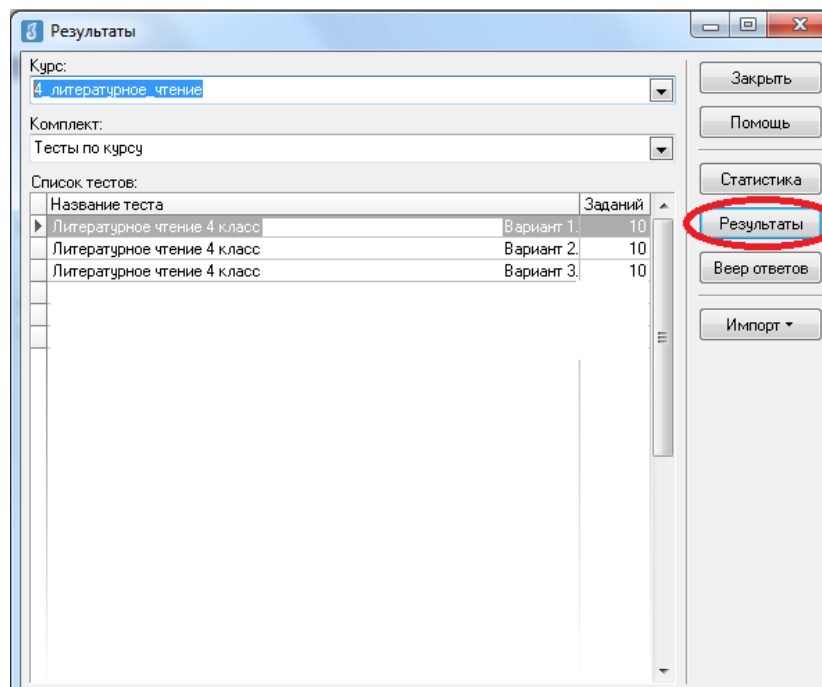 Результаты
Курс:
4_литературное_чтение
Комплект:
Тесты по курсу
Список тестов:
Название теста Заданий
Литературное чтение 4 класс Вариант 1. 10
Литературное чтение 4 класс Вариант 2. 10
Литературное чтение 4 класс Вариант 3. 10
Закрыть
Помощь
Статистика
Результаты
Веер ответов
Импорт